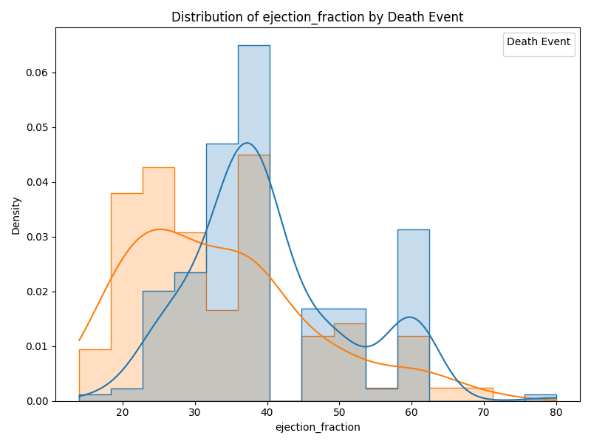 Distribution of ejection_fraction by Death Event
Death Event
0.06
0.05
0.04
0.03
0.02
0.01
0.00
Density
20 30 40 50 60 70 80
ejection_fraction